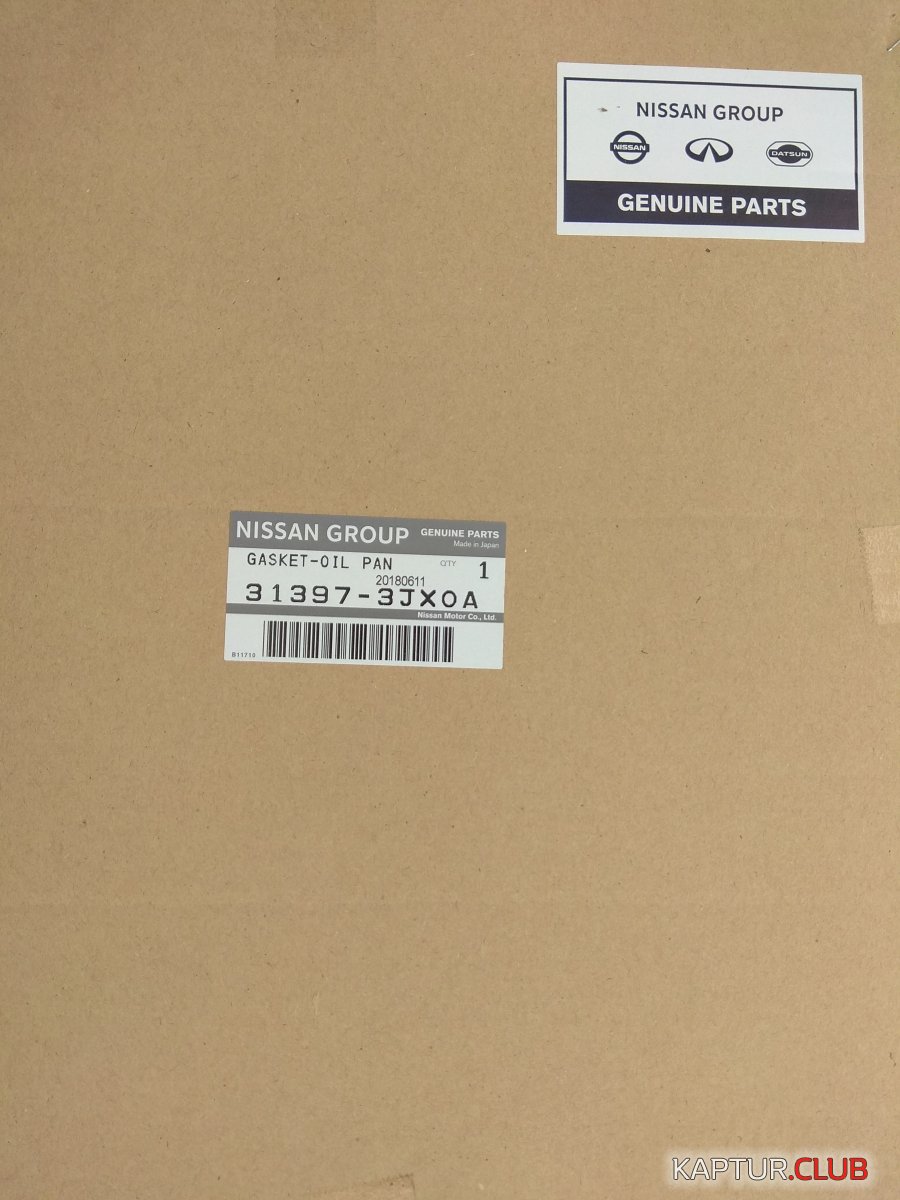 NISSAN GROUP
NISSAN
DATSUN
GENUINE PARTS
NISSAN GROUP GENUINE PARTS
Made in Japan
GASKET-OIL PAN Q'TY 1
20180611
31397-3JX0A
Nissan Motor Co., Ltd.
B11710
KAPTUR.CLUB